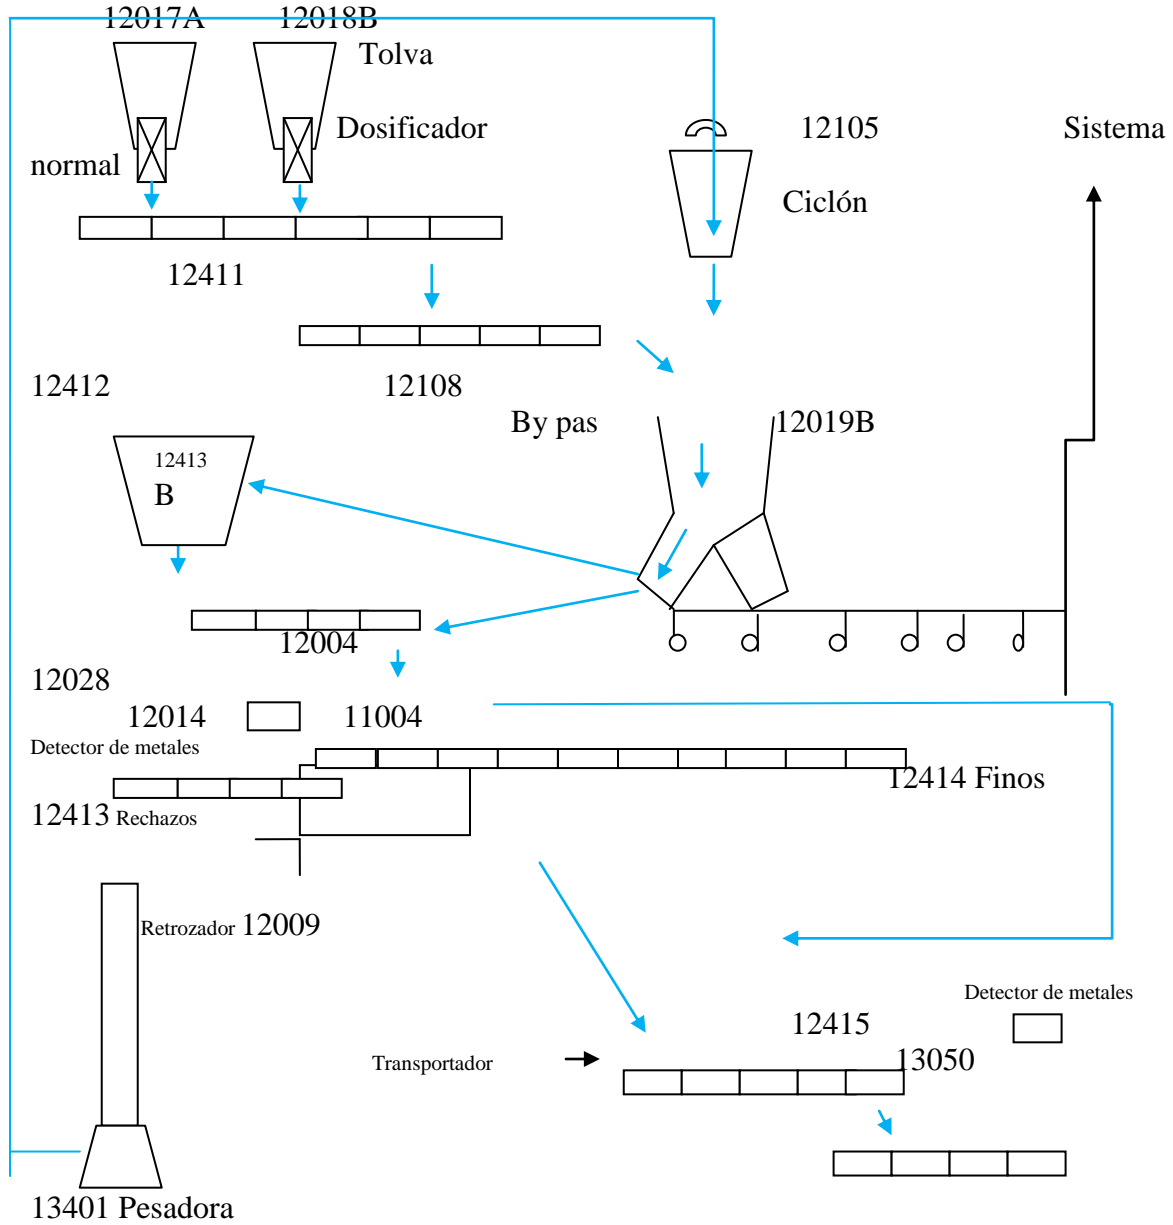 12017A 12018B
Tolva
Dosificador 12105 Sistema
normal
Ciclón
12411
12412 12108
By pas 12019B
12413
B
12004
12028
12014 11004
Detector de metales
12414 Finos
12413 Rechazos
Retrozador 12009
Detector de metales
12415
Transportador 13050
13401 Pesadora